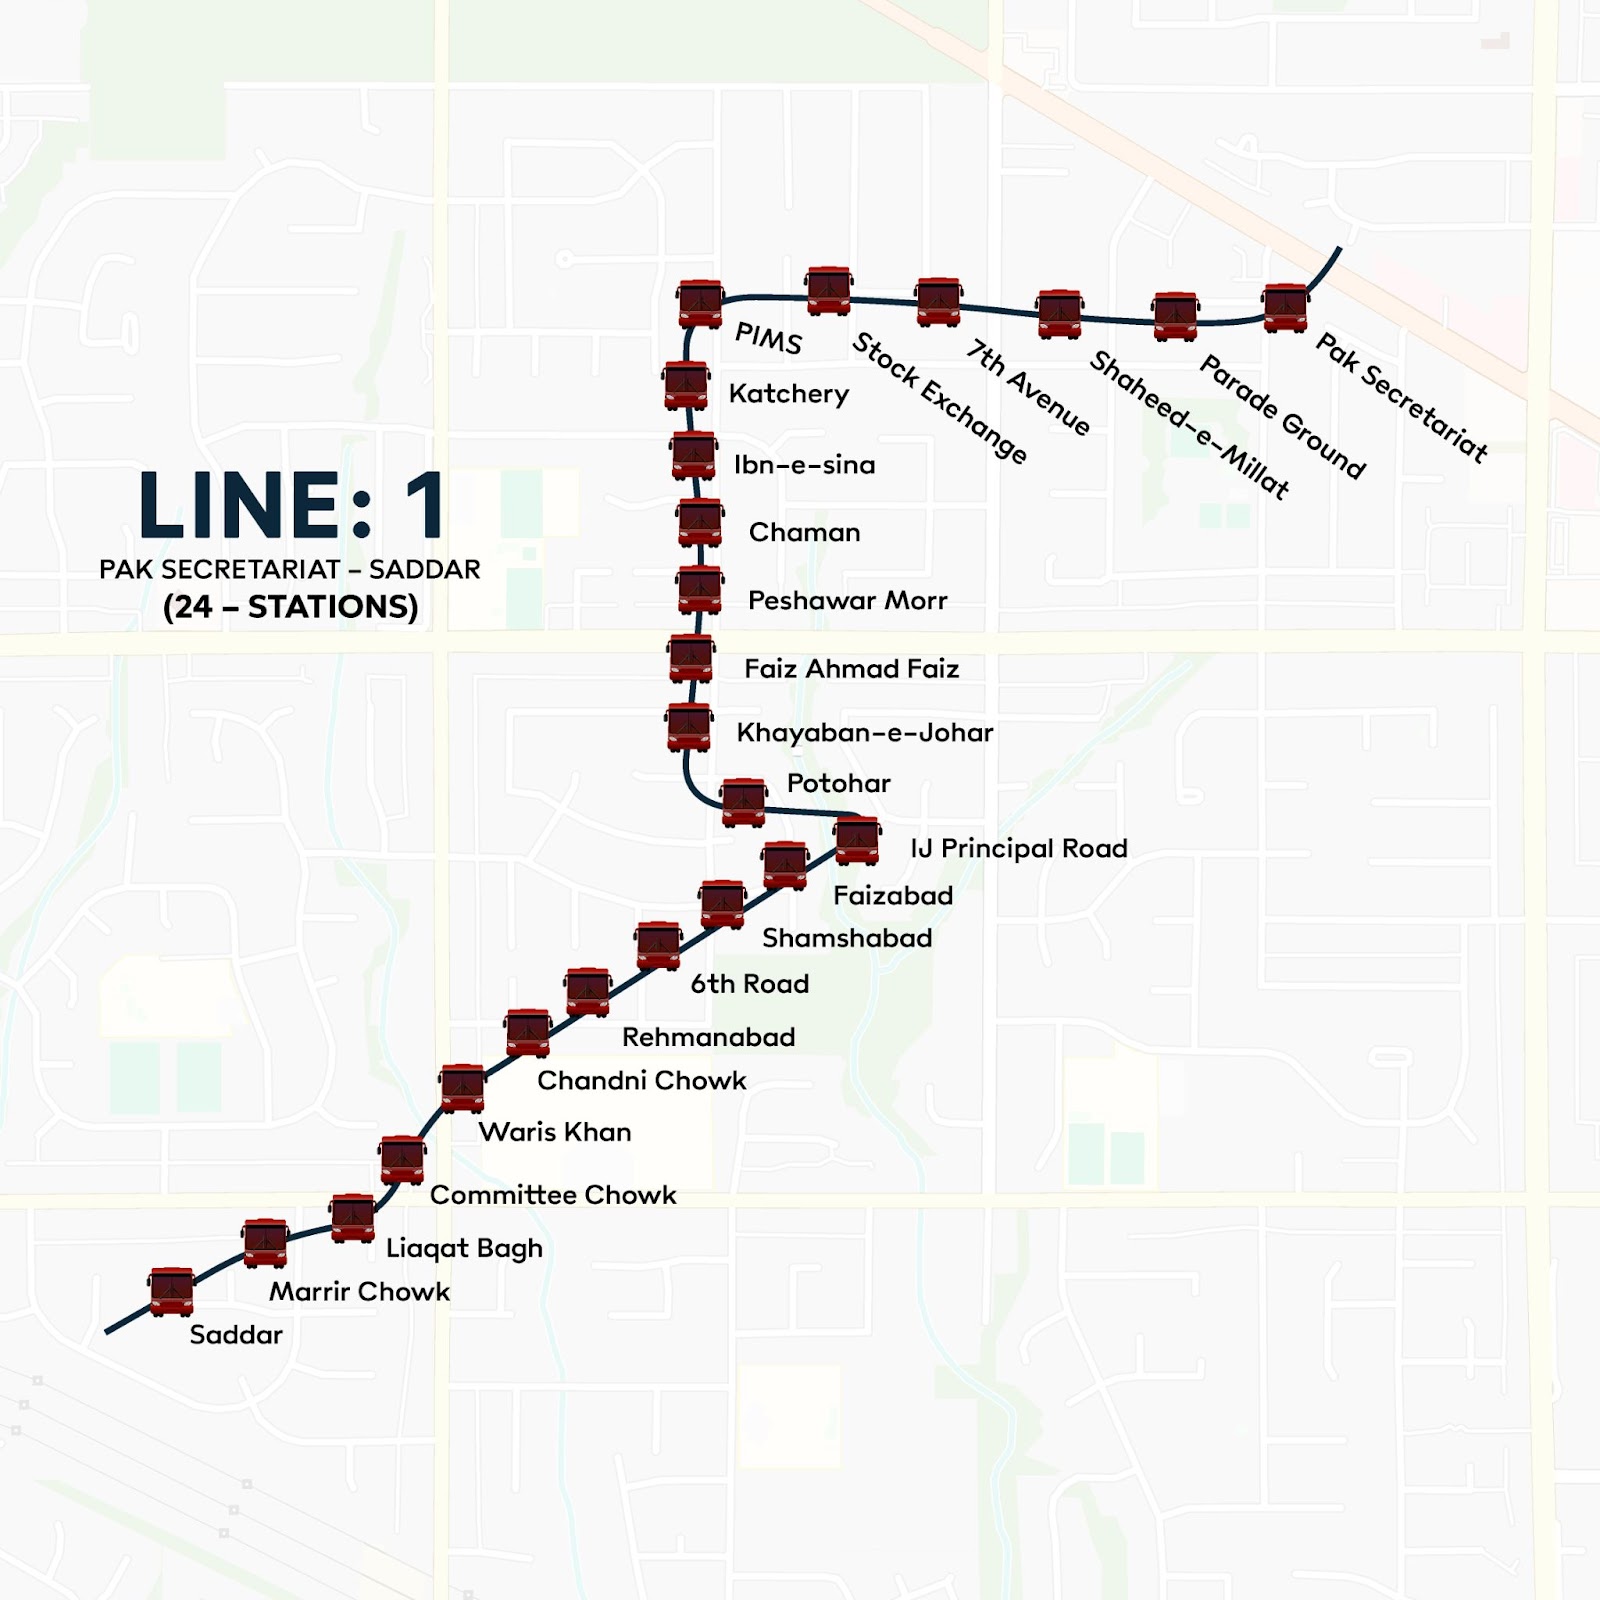 LINE: 1
PAK SECRETARIAT – SADDAR
(24 – STATIONS)
Pak Secretariat
Parade Ground
Shaheed-e-Millat
7th Avenue
Stock Exchange
PIMS
Katchery
Ibn-e-sina
Chaman
Peshawar Morr
Faiz Ahmad Faiz
Khayaban-e-Johar
Potohar
IJ Principal Road
Faizabad
Shamshabad
6th Road
Rehmanabad
Chandni Chowk
Waris Khan
Committee Chowk
Liaqat Bagh
Marrir Chowk
Saddar